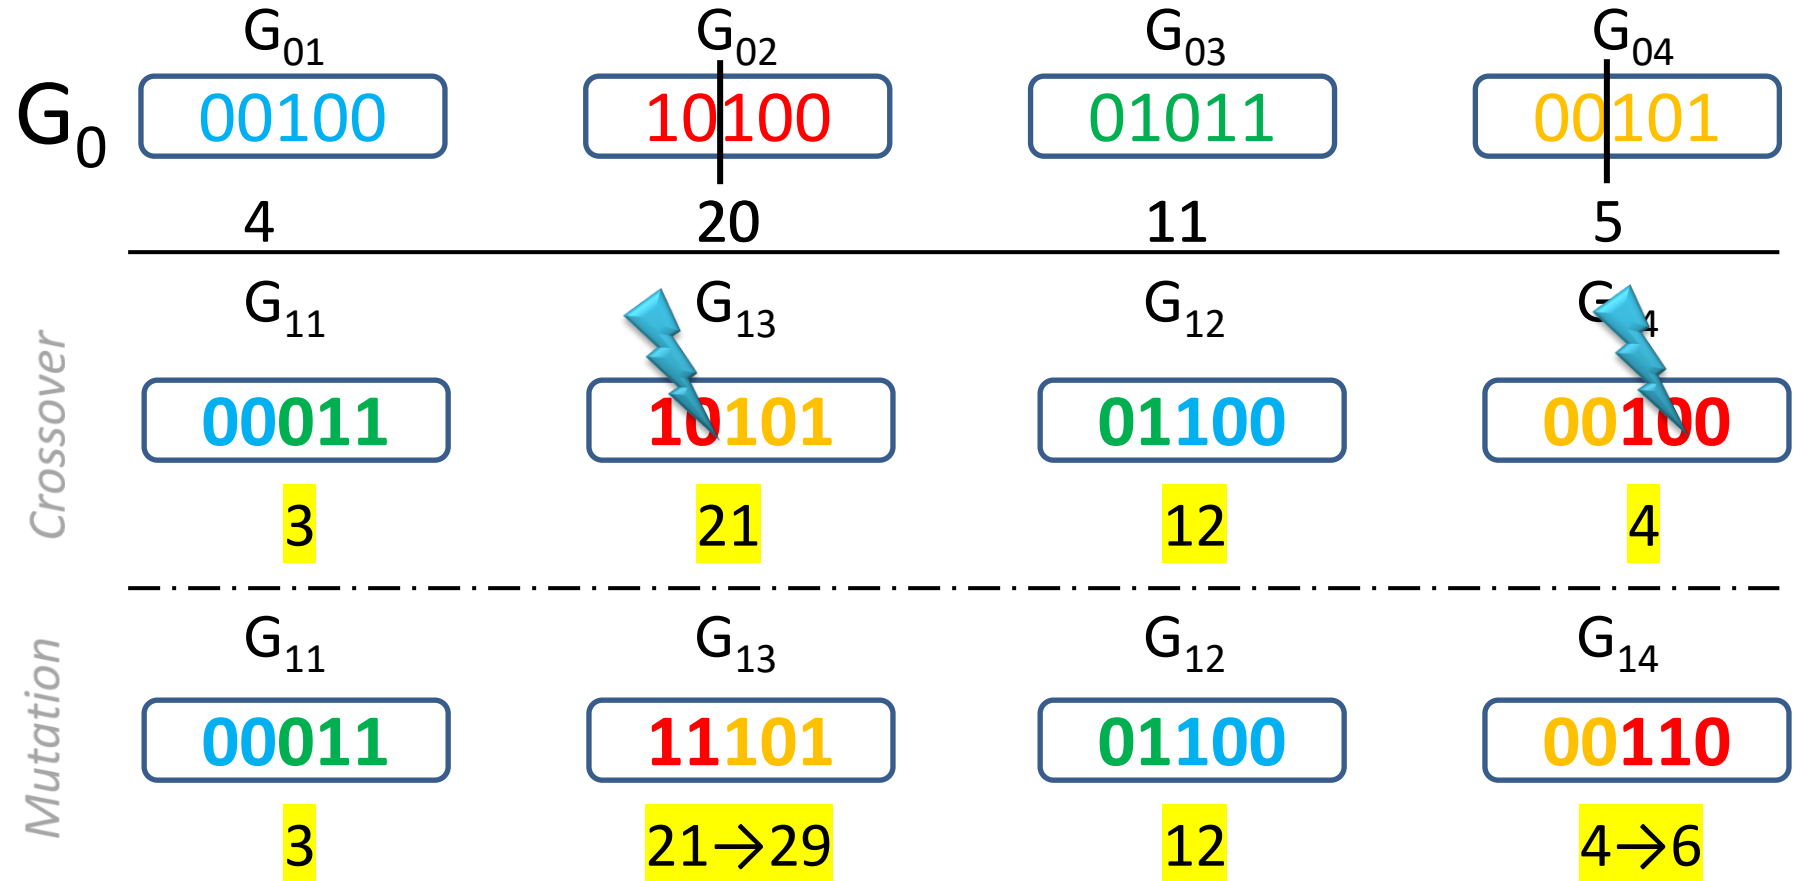 G₀₁ G₀₂ G₀₃ G₀₄
G₀ 00100 10100 01011 00101
4 20 11 5
Crossover
G₁₁ G₁₃ G₁₂ G 4
00011 10101 01100 00100
3 21 12 4
Mutation
G₁₁ G₁₃ G₁₂ G₁₄
00011 11101 01100 00110
3 21→29 12 4→6